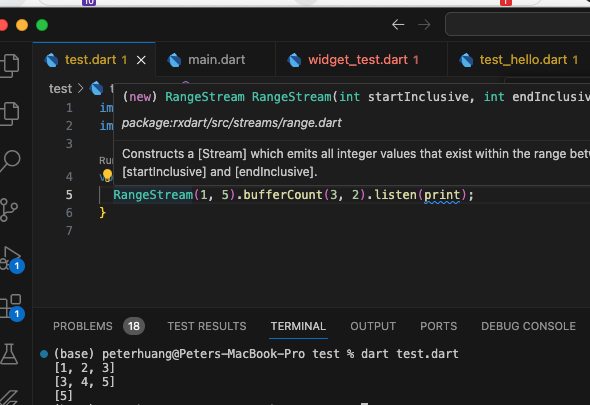 10
1
test.dart 1
main.dart
widget_test.dart 1
test_hello.dart 1
test
(new) RangeStream RangeStream(int startInclusive, int endInclusiv
package:rxdart/src/streams/range.dart
Constructs a [Stream] which emits all integer values that exist within the range bet
[startInclusive] and [endInclusive].
1 im
2 im
3
Ru
4
5 RangeStream(1, 5).bufferCount(3, 2).listen(print);
6 }
7
1
1
PROBLEMS 18 TEST RESULTS TERMINAL OUTPUT PORTS DEBUG CONSOLE
(base) peterhuang@Peters-MacBook-Pro test % dart test.dart
[1, 2, 3]
[3, 4, 5]
[5]